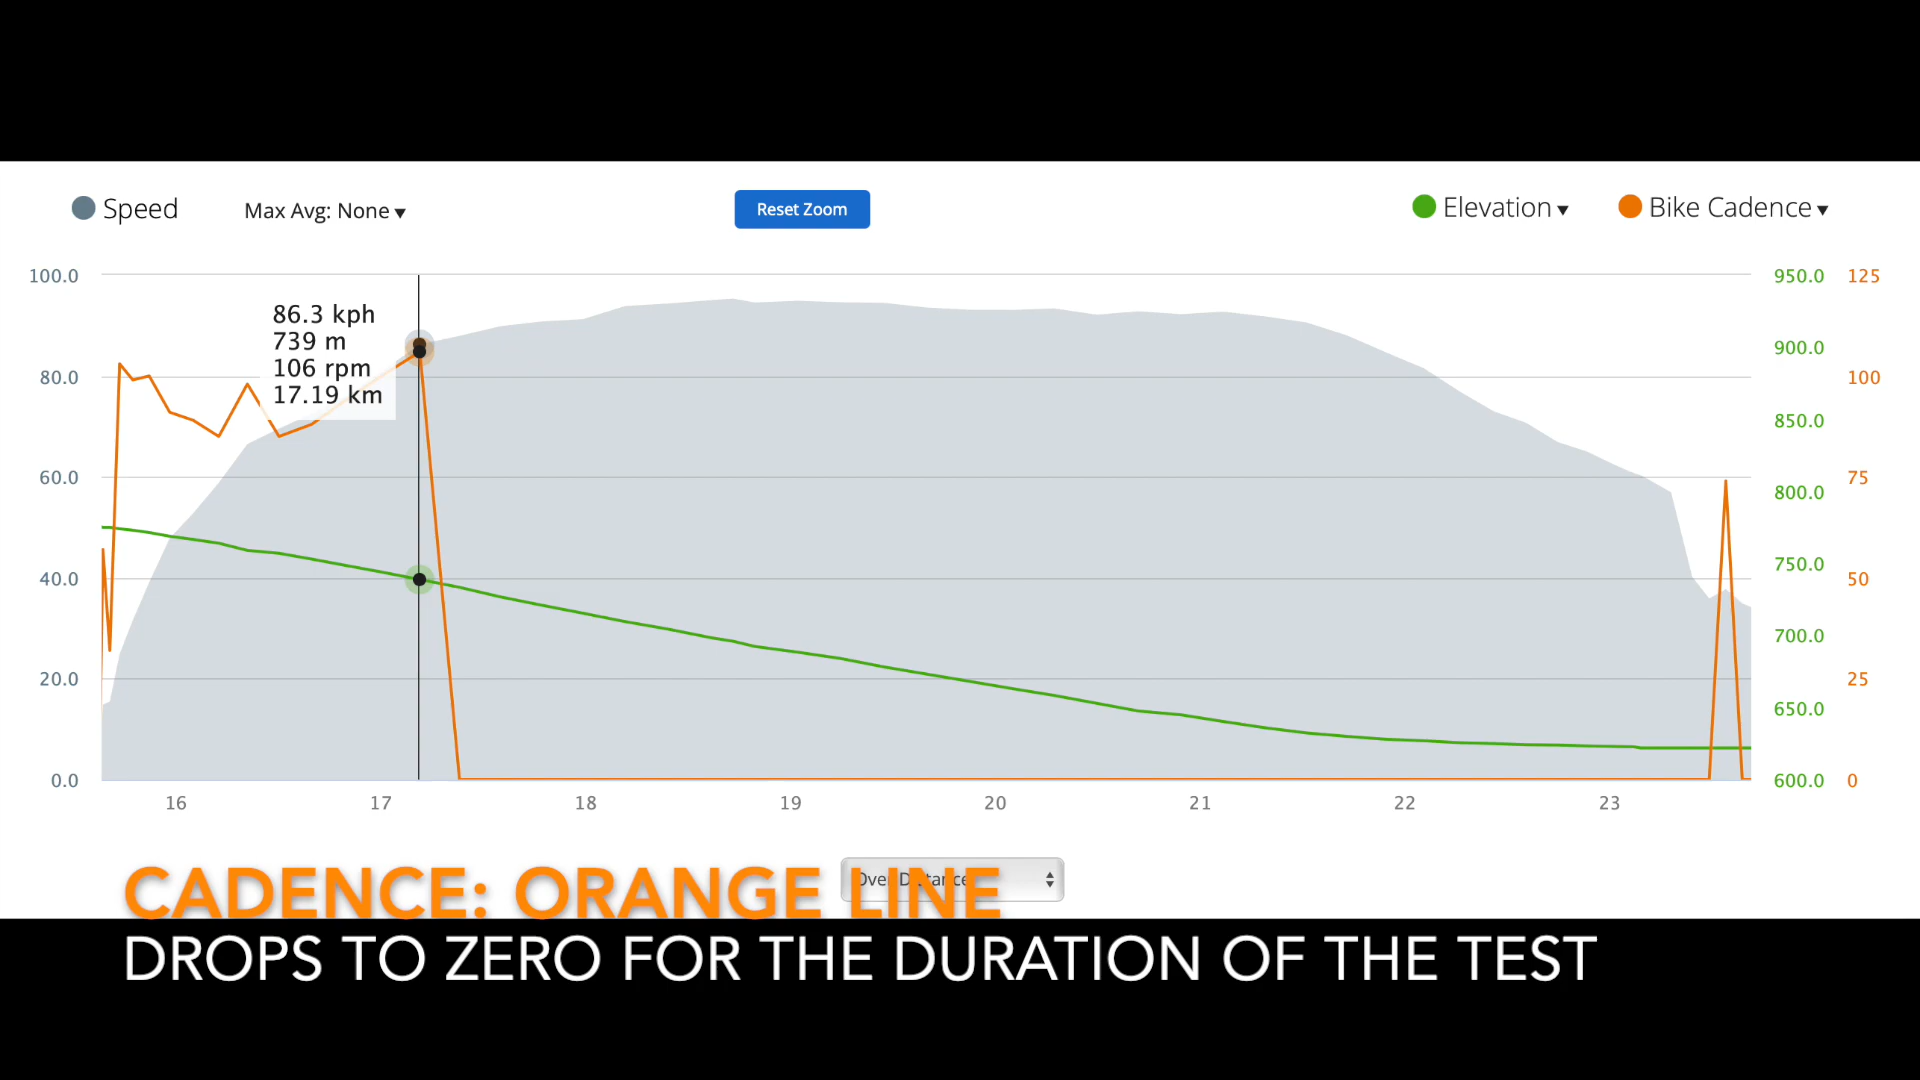 Speed
Max Avg: None ▾
Reset Zoom
Elevation ▾
Bike Cadence ▾
100.0
80.0
60.0
40.0
20.0
0.0
86.3 kph
739 m
106 rpm
17.19 km
950.0
900.0
850.0
800.0
750.0
700.0
650.0
600.0
125
100
75
50
25
0
16 17 18 19 20 21 22 23
Over Distance
CADENCE: ORANGE LINE
DROPS TO ZERO FOR THE DURATION OF THE TEST